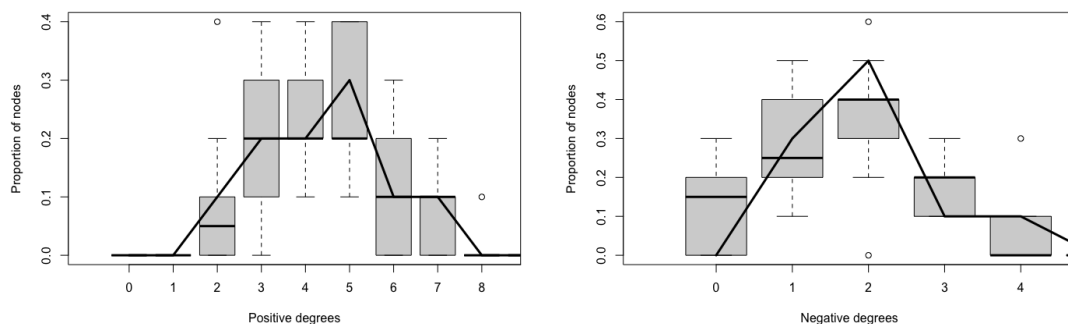 0.4
0.3
0.2
0.1
0.0
Proportion of nodes
0 1 2 3 4 5 6 7 8
Positive degrees
0.6
0.5
0.4
0.3
0.2
0.1
0.0
Proportion of nodes
0 1 2 3 4
Negative degrees